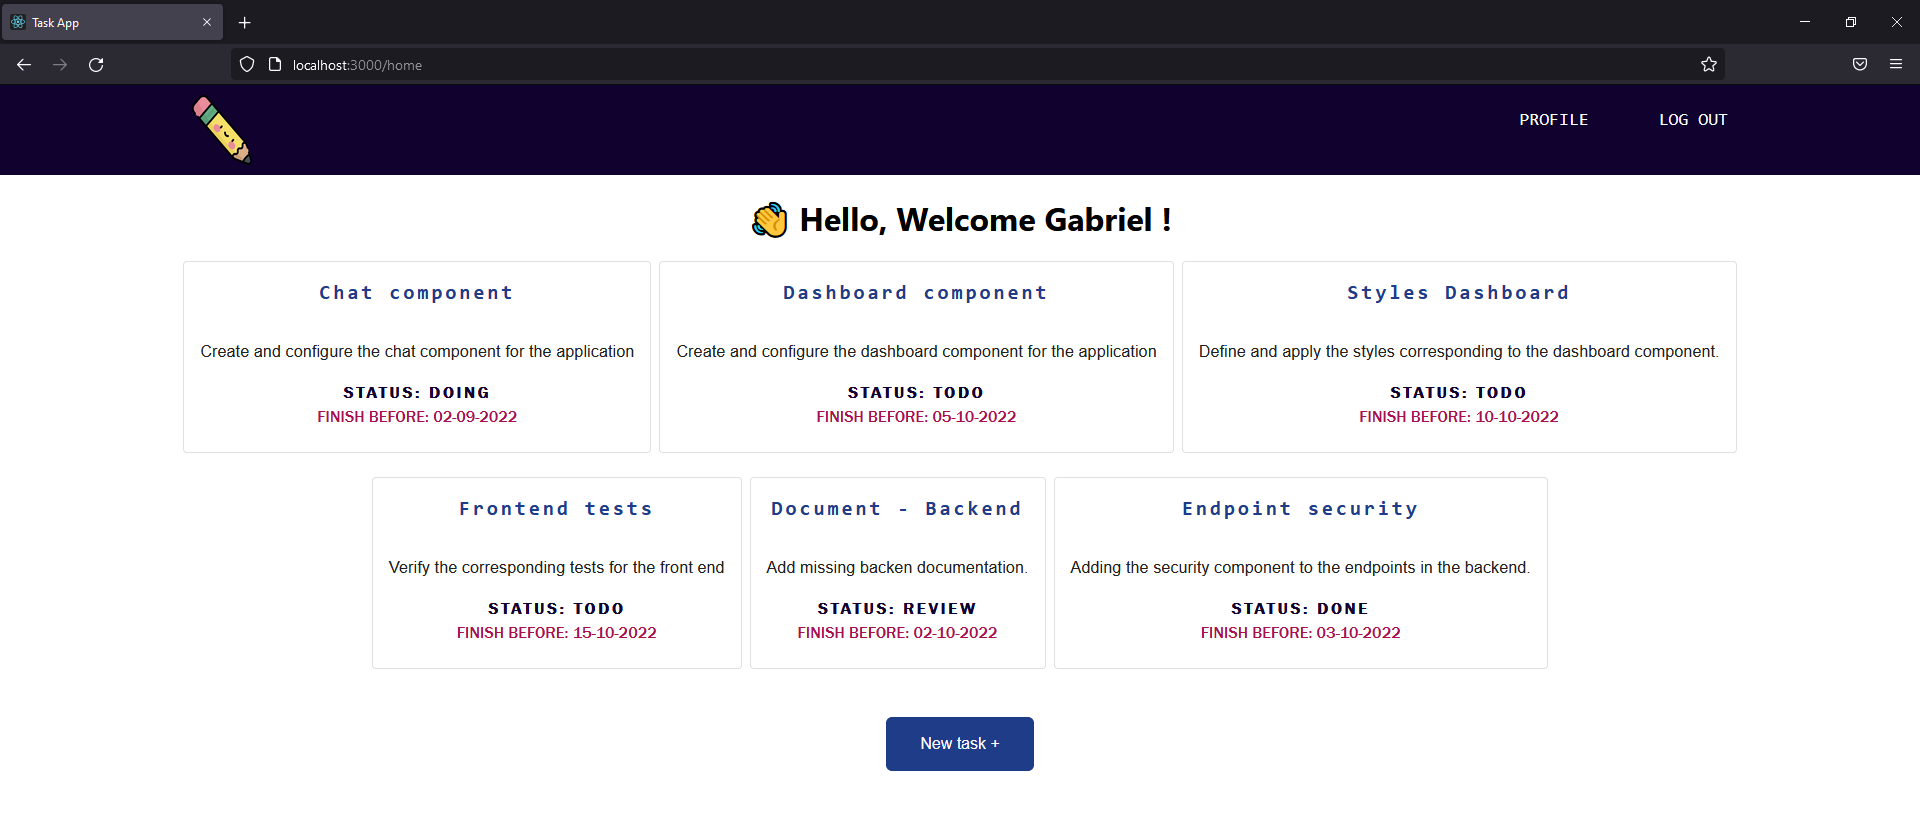 Task App
localhost:3000/home
PROFILE
LOG OUT
Hello, Welcome Gabriel !
Chat component
Create and configure the chat component for the application
STATUS: DOING
FINISH BEFORE: 02-09-2022
Dashboard component
Create and configure the dashboard component for the application
STATUS: TODO
FINISH BEFORE: 05-10-2022
Styles Dashboard
Define and apply the styles corresponding to the dashboard component.
STATUS: TODO
FINISH BEFORE: 10-10-2022
Frontend tests
Verify the corresponding tests for the front end
STATUS: TODO
FINISH BEFORE: 15-10-2022
Document - Backend
Add missing backen documentation.
STATUS: REVIEW
FINISH BEFORE: 02-10-2022
Endpoint security
Adding the security component to the endpoints in the backend.
STATUS: DONE
FINISH BEFORE: 03-10-2022
New task +